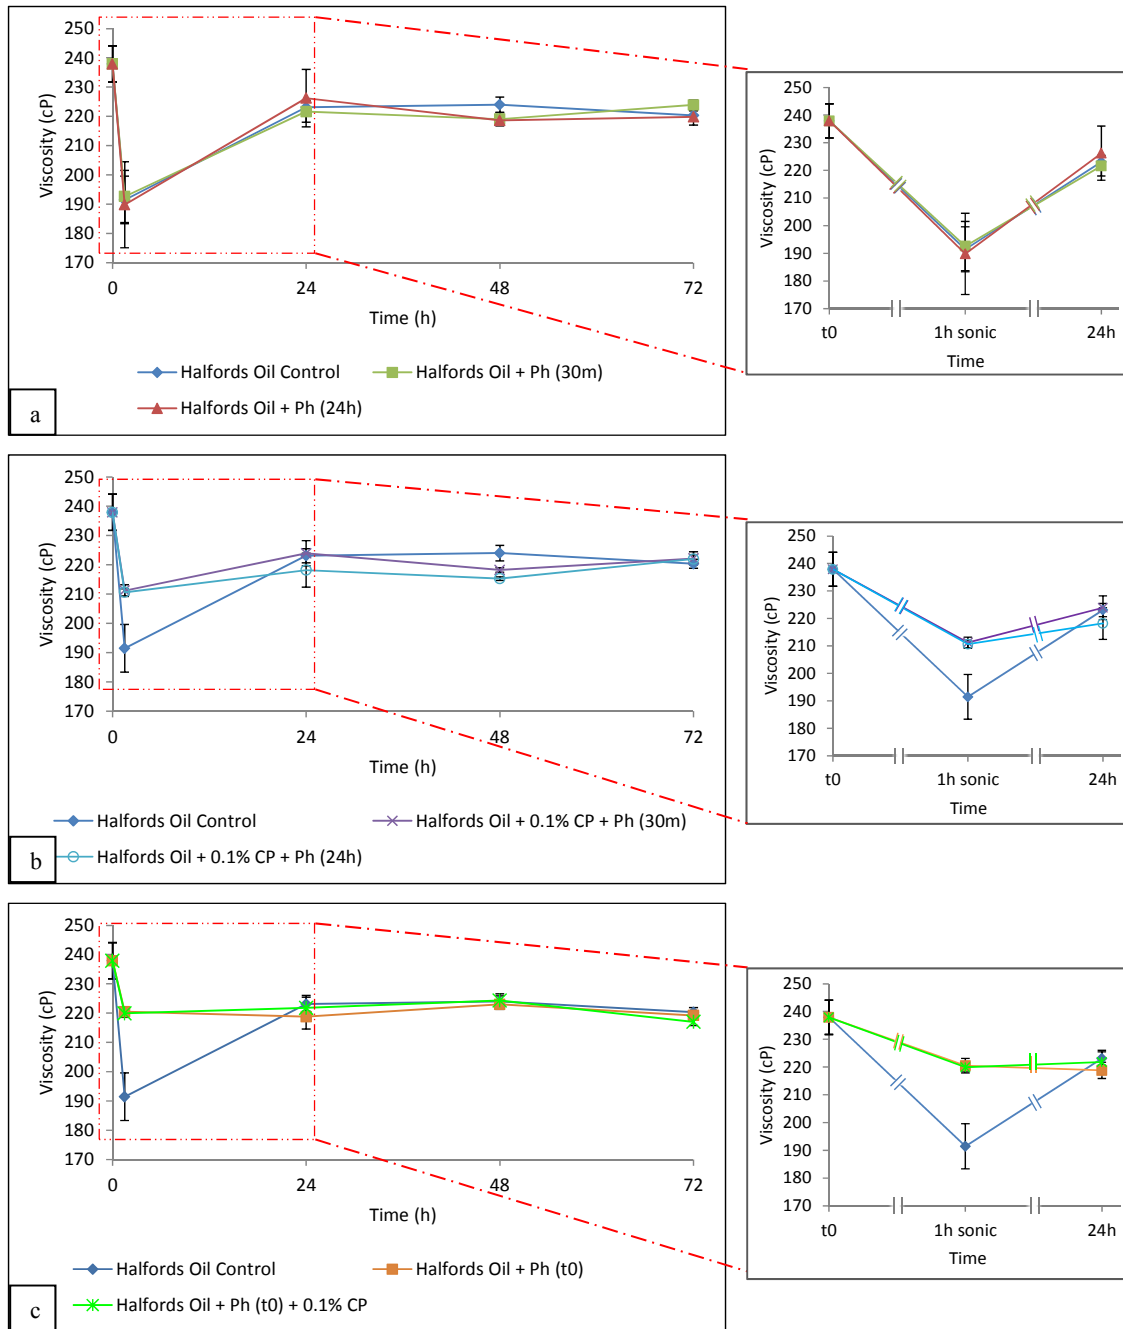 250
240
230
220
210
200
190
180
170
Viscosity (cP)
0
24
48
72
Time (h)
Halfords Oil Control
Halfords Oil + Ph (30m)
Halfords Oil + Ph (24h)
a
250
240
230
220
210
200
190
180
170
Viscosity (cP)
t0
1h sonic
24h
Time
250
240
230
220
210
200
190
180
170
Viscosity (cP)
0
24
48
72
Time (h)
Halfords Oil Control
Halfords Oil + 0.1% CP + Ph (30m)
Halfords Oil + 0.1% CP + Ph (24h)
b
250
240
230
220
210
200
190
180
170
Viscosity (cP)
t0
1h sonic
24h
Time
250
240
230
220
210
200
190
180
170
Viscosity (cP)
0
24
48
72
Time (h)
Halfords Oil Control
Halfords Oil + Ph (t0)
Halfords Oil + Ph (t0) + 0.1% CP
c
250
240
230
220
210
200
190
180
170
Viscosity (cP)
t0
1h sonic
24h
Time